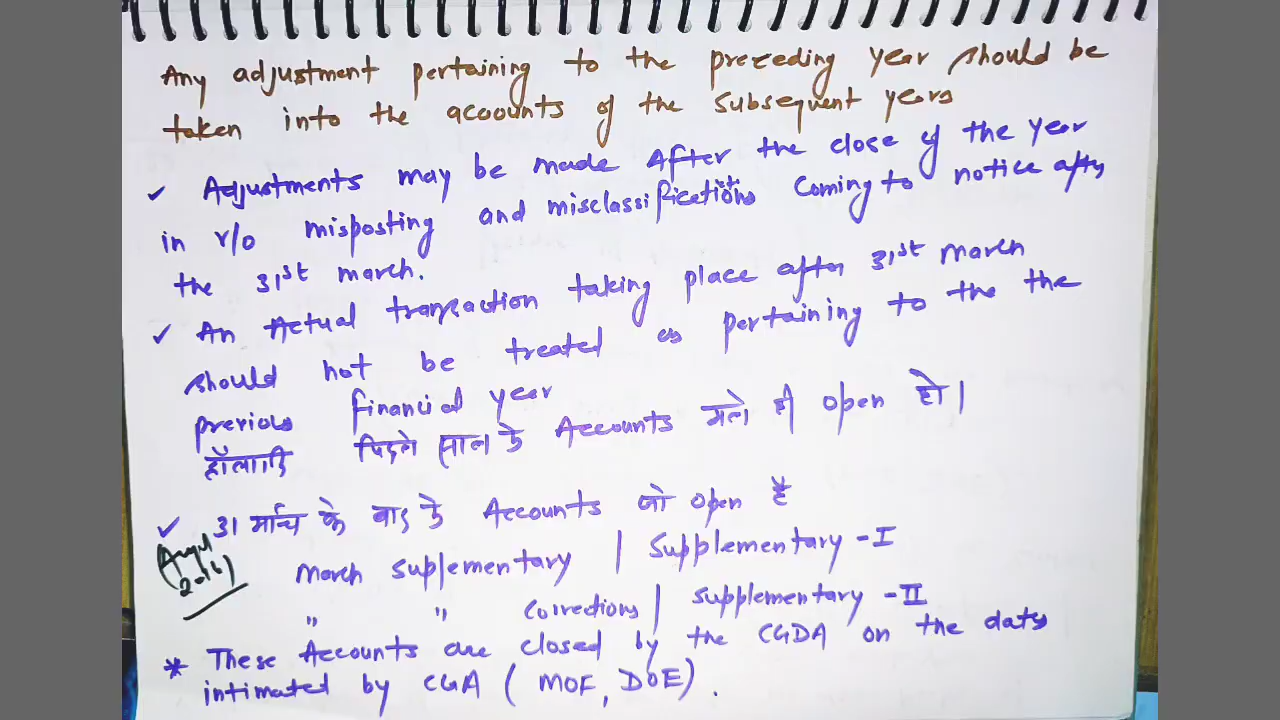 Any adjustment pertaining to the preceding year should be
taken into the accounts of the subsequent years
✓ Adjustments may be made After the close of the Year
in r/o misposting and misclassifications Coming to notice after
the 31st march.
✓ An Actual transaction taking place after 31st march
should not be treated as pertaining to the the
previous financial year
हाँलाकि पिछले साल के Accounts भले ही open हो।
✓ 31 मार्च के बाद के Accounts जो open है
March suplementary | Supplementary - I
" " Corrections | supplementary - II
* These Accounts are closed by the CGDA on the date
intimated by CGA ( MOF, DOE) .